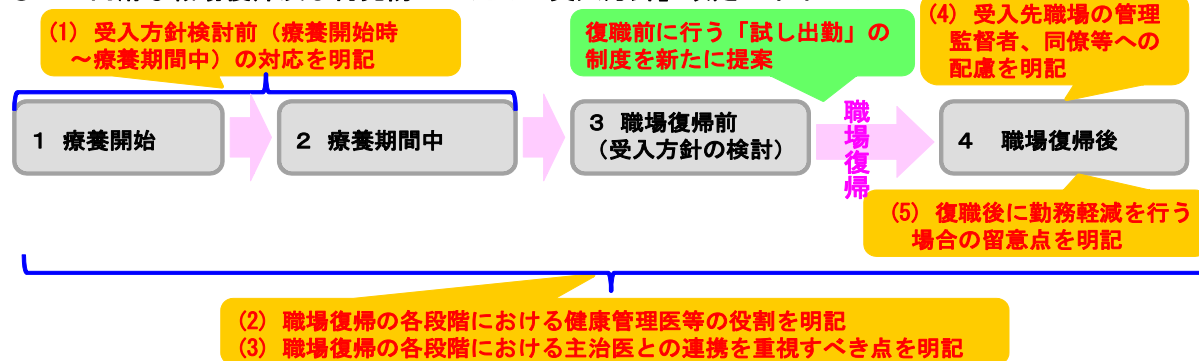 (1) 受入方針検討前（療養開始時
～療養期間中）の対応を明記
復職前に行う「試し出勤」の
制度を新たに提案
(4) 受入先職場の管理
監督者、同僚等への
配慮を明記
１ 療養開始
２ 療養期間中
３ 職場復帰前
（受入方針の検討）
職場復帰
４ 職場復帰後
(5) 復職後に勤務軽減を行う
場合の留意点を明記
(2) 職場復帰の各段階における健康管理医等の役割を明記
(3) 職場復帰の各段階における主治医との連携を重視すべき点を明記